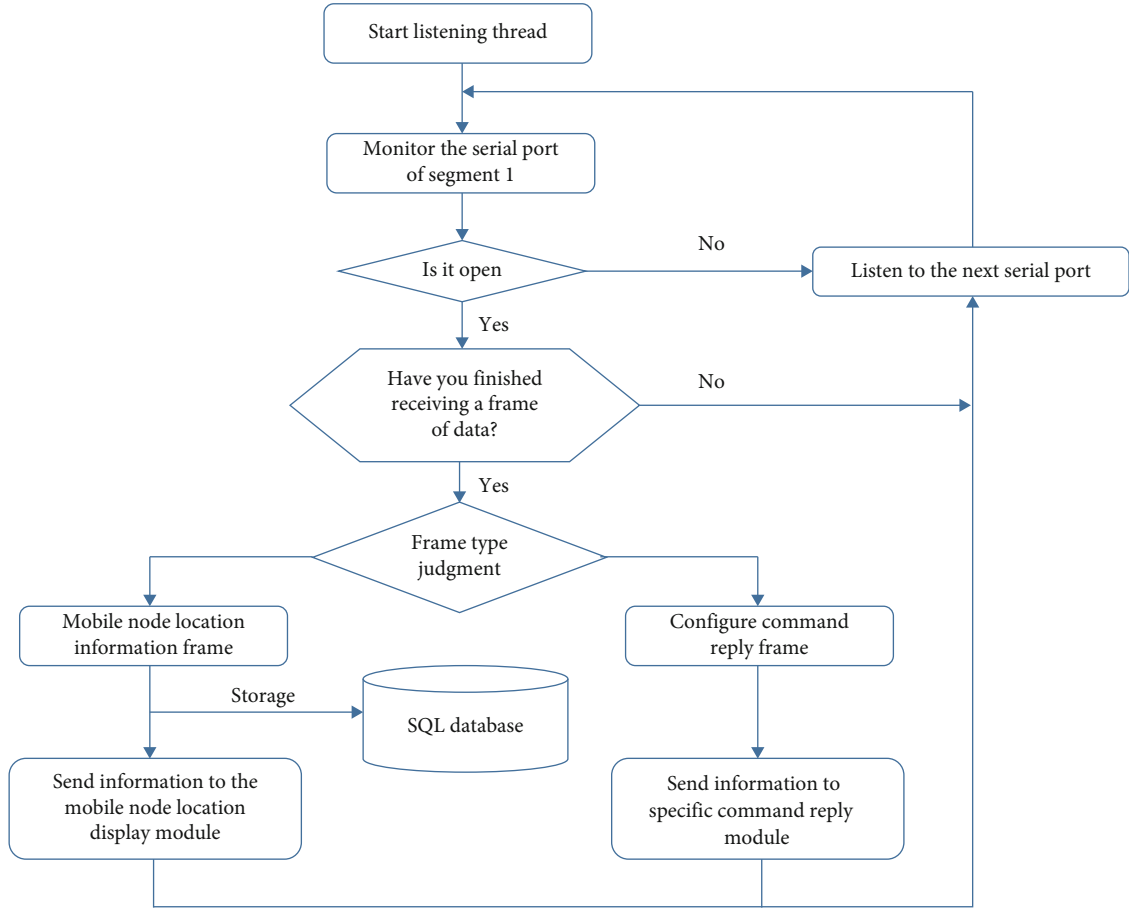 Start listening thread
Monitor the serial port
of segment 1
Is it open
No
Listen to the next serial port
Yes
Have you finished
receiving a frame
of data?
No
Yes
Frame type
judgment
Mobile node location
information frame
Configure command
reply frame
Storage
SQL database
Send information to the
mobile node location
display module
Send information to
specific command reply
module